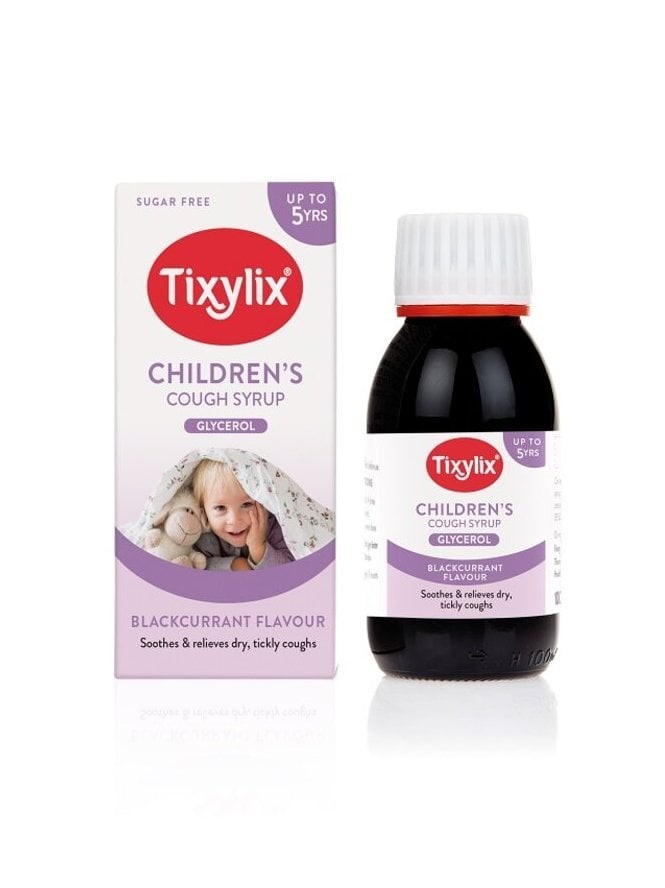 SUGAR FREE
UP TO
5YRS
Tixylix®
CHILDREN'S
COUGH SYRUP
GLYCEROL
BLACKCURRANT FLAVOUR
Soothes & relieves dry, tickly coughs
UP TO
5YRS
Tixylix®
CHILDREN'S
COUGH SYRUP
GLYCEROL
BLACKCURRANT
FLAVOUR
Soothes & relieves dry,
tickly coughs